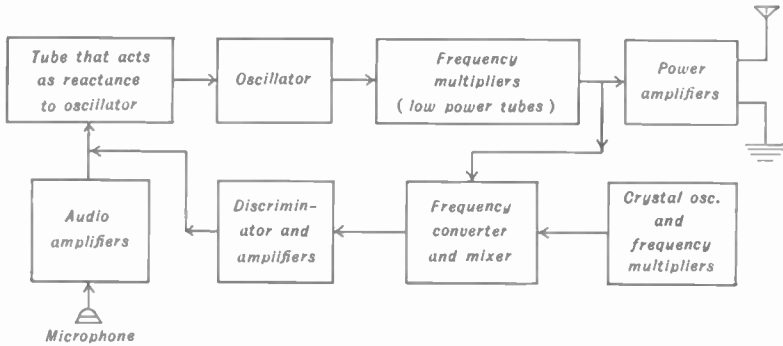 Tube that acts
as reactance
to oscillator
Oscillator
Frequency
multipliers
( low power tubes )
Power
amplifiers
Audio
amplifiers
Discrimin-
ator and
amplifiers
Frequency
converter
and mixer
Crystal osc.
and
frequency
multipliers
Microphone